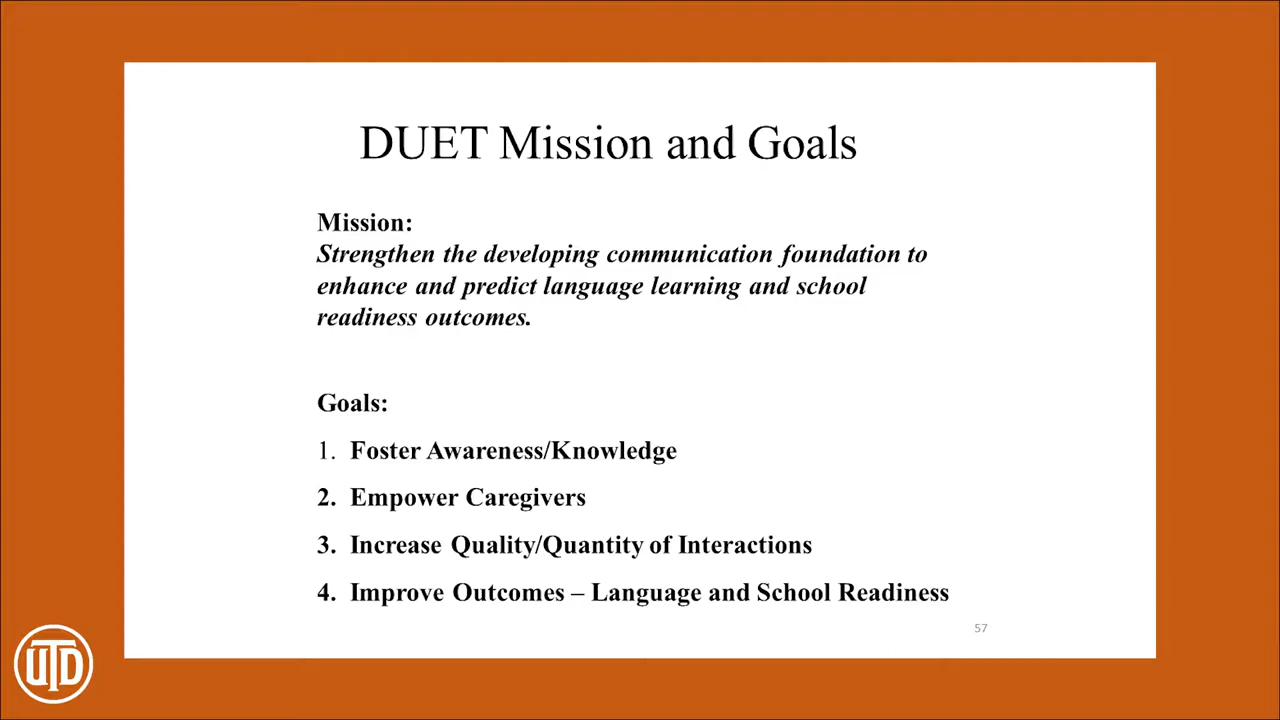 DUET Mission and Goals
Mission:
Strengthen the developing communication foundation to
enhance and predict language learning and school
readiness outcomes.
Goals:
1. Foster Awareness/Knowledge
2. Empower Caregivers
3. Increase Quality/Quantity of Interactions
4. Improve Outcomes – Language and School Readiness
57
UTD